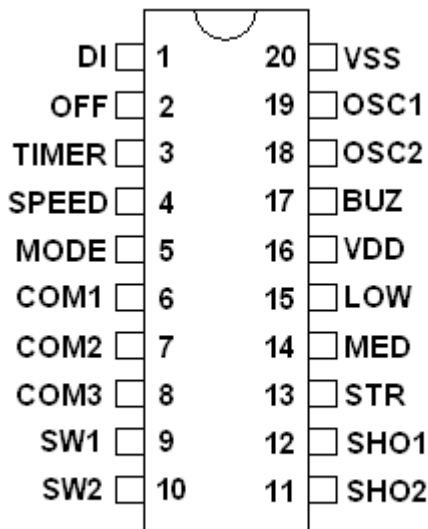 DI 1 20 VSS
OFF 2 19 OSC1
TIMER 3 18 OSC2
SPEED 4 17 BUZ
MODE 5 16 VDD
COM1 6 15 LOW
COM2 7 14 MED
COM3 8 13 STR
SW1 9 12 SHO1
SW2 10 11 SHO2